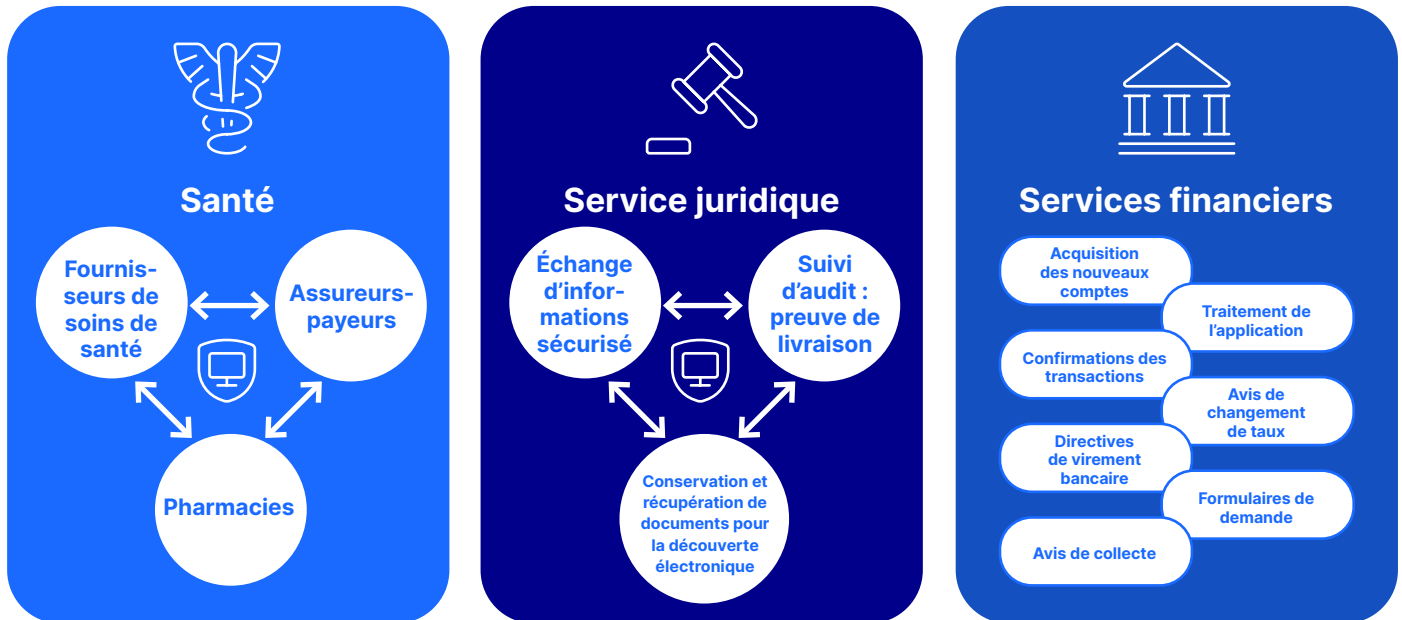 Santé
Fournis-
seurs de
soins de
santé
Assureurs-
payeurs
Pharmacies
Service juridique
Échange
d’infor-
mations
sécurisé
Suivi
d’audit :
preuve de
livraison
Conservation et
récupération de
documents pour
la découverte
électronique
Services financiers
Acquisition
des nouveaux
comptes
Traitement de
l’application
Confirmations des
transactions
Avis de
changement
de taux
Directives
de virement
bancaire
Formulaires de
demande
Avis de collecte